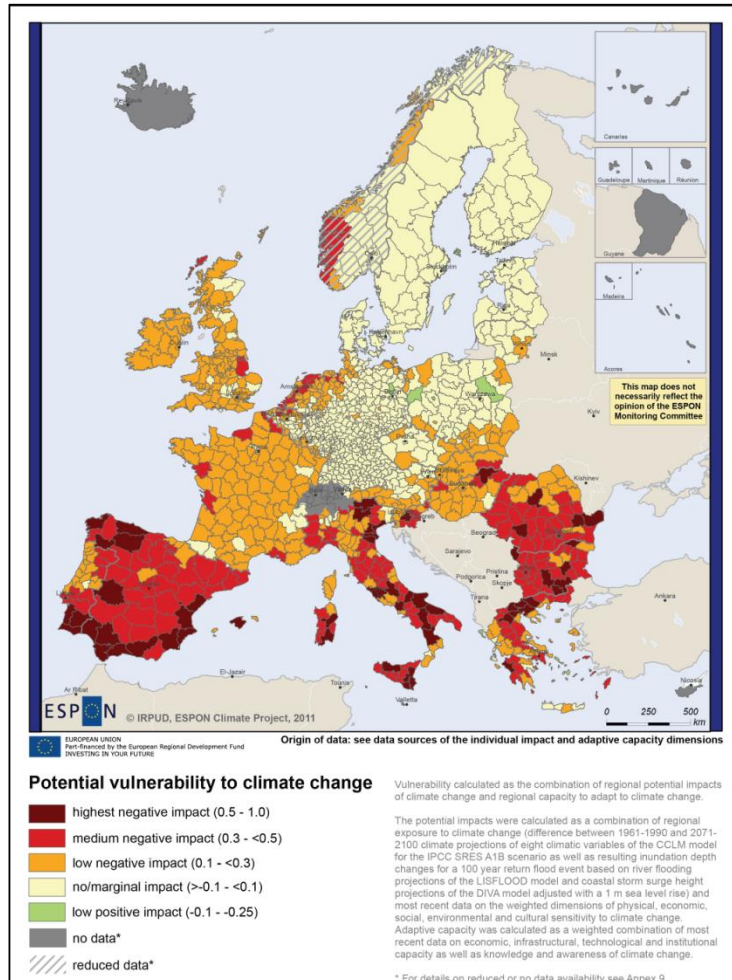 Reykjavik
Canarias
Guadeloupe
Martinique
Réunion
Guyane
Madeira
Acores
This map does
not necessarily reflect the
opinion of the ESPON
Monitoring Committee
Helsinki
Stockholm
Minsk
Dublin
Warszawa
Kyiv
Paris
Kishinev
Zagreb
Beograd
Sarajevo
Pristina
Podgorica
Skopje
Tirana
Ankara
El-Jazair
Tounis
Ar Ribat
Valletta
Nicosia
ESPON
© IRPUD, ESPON Climate Project, 2011
0 250 500
km
EUROPEAN UNION
Part-financed by the European Regional Development Fund
INVESTING IN YOUR FUTURE
Origin of data: see data sources of the individual impact and adaptive capacity dimensions
Potential vulnerability to climate change
highest negative impact (0.5 - 1.0)
medium negative impact (0.3 - <0.5)
low negative impact (0.1 - <0.3)
no/marginal impact (>-0.1 - <0.1)
low positive impact (-0.1 - -0.25)
no data*
reduced data*
Vulnerability calculated as the combination of regional potential impacts
of climate change and regional capacity to adapt to climate change.
The potential impacts were calculated as a combination of regional
exposure to climate change (difference between 1961-1990 and 2071-
2100 climate projections of eight climatic variables of the CCLM model
for the IPCC SRES A1B scenario as well as resulting inundation depth
changes for a 100 year return flood event based on river flooding
projections of the LISFLOOD model and coastal storm surge height
projections of the DIVA model adjusted with a 1 m sea level rise) and
most recent data on the weighted dimensions of physical, economic,
social, environmental and cultural sensitivity to climate change.
Adaptive capacity was calculated as a weighted combination of most
recent data on economic, infrastructural, technological and institutional
capacity as well as knowledge and awareness of climate change.
* For details on reduced or no data availability see Annex 9